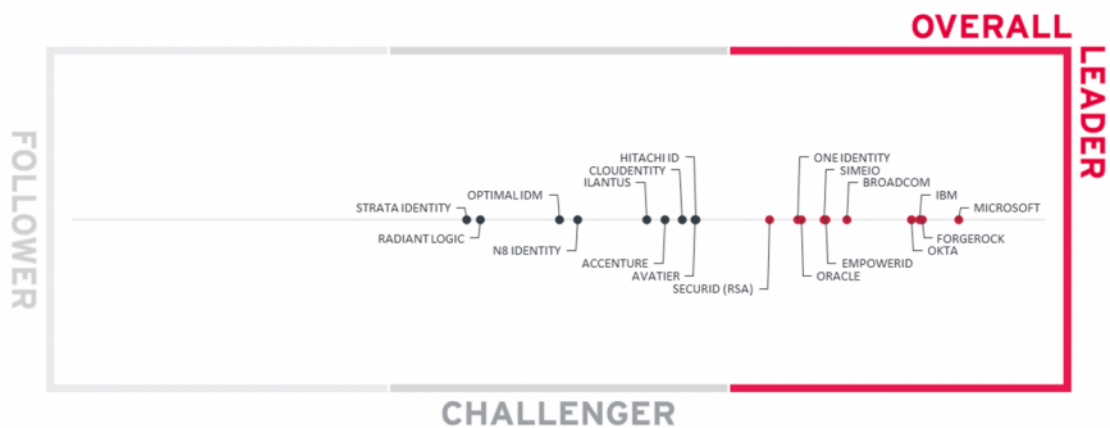 OVERALL
LEADER
FOLLOWER
HITACHI ID
ONE IDENTITY
CLOUDENTITY
SIMEIO
ILANTUS
BROADCOM
OPTIMAL IDM
IBM
STRATA IDENTITY
MICROSOFT
RADIANT LOGIC
FORGEROCK
N8 IDENTITY
OKTA
ACCENTURE
EMPOWERID
AVATIER
ORACLE
SECURID (RSA)
CHALLENGER